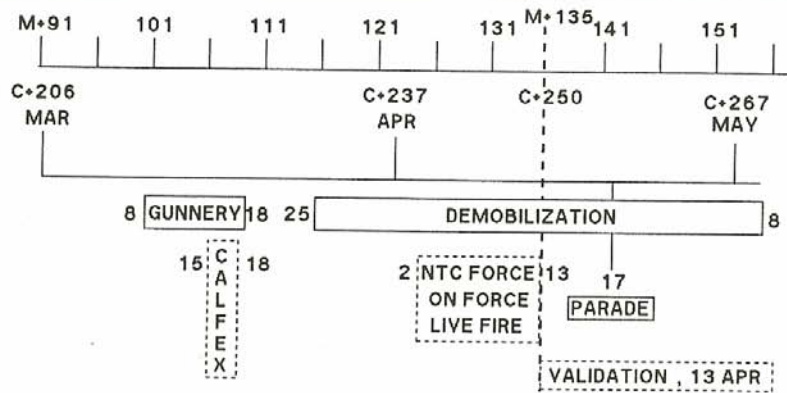 M+91 101 111 121 131 M+135 141 151
C+206 C+237 C+250 C+267
MAR APR MAY
8 GUNNERY 18 25 DEMOBILIZATION 8
15 CALFEX 18
2 NTC FORCE 13
ON FORCE
LIVE FIRE
17
PARADE
VALIDATION , 13 APR